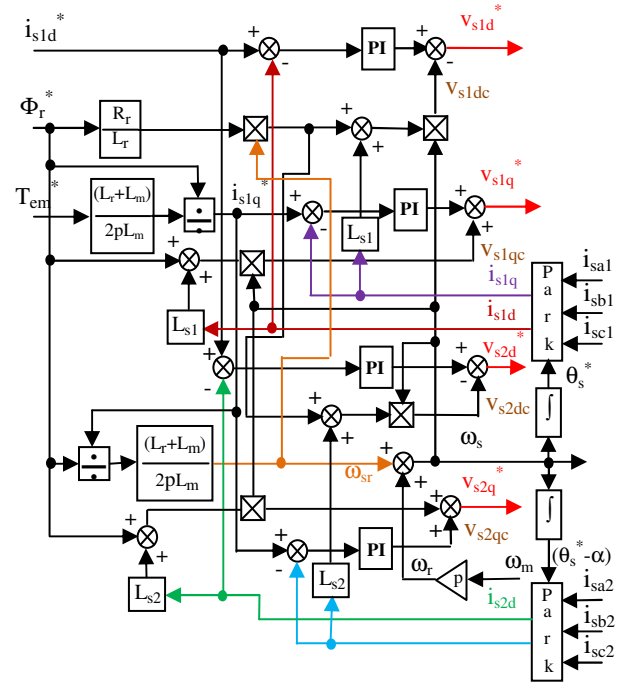 i_s1d*
+
-
PI
+
-
v_s1d*
v_s1dc
Φ_r*
R_r
L_r
+
+
T_em*
(L_r+L_m)
2pL_m
÷
i_s1q*
+
-
PI
+
+
v_s1q*
L_s1
v_s1qc
+
+
i_s1q
Park
i_sa1
i_sb1
i_sc1
L_s1
i_s1d
+
-
PI
+
-
v_s2d*
θ_s*
v_s2dc
∫
+
+
ω_s
÷
(L_r+L_m)
2pL_m
ω_sr
+
+
v_s2q*
∫
+
+
+
-
PI
+
+
v_s2qc
L_s2
L_s2
ω_r
p
ω_m
(θ_s*-α)
i_s2d
Park
i_sa2
i_sb2
i_sc2